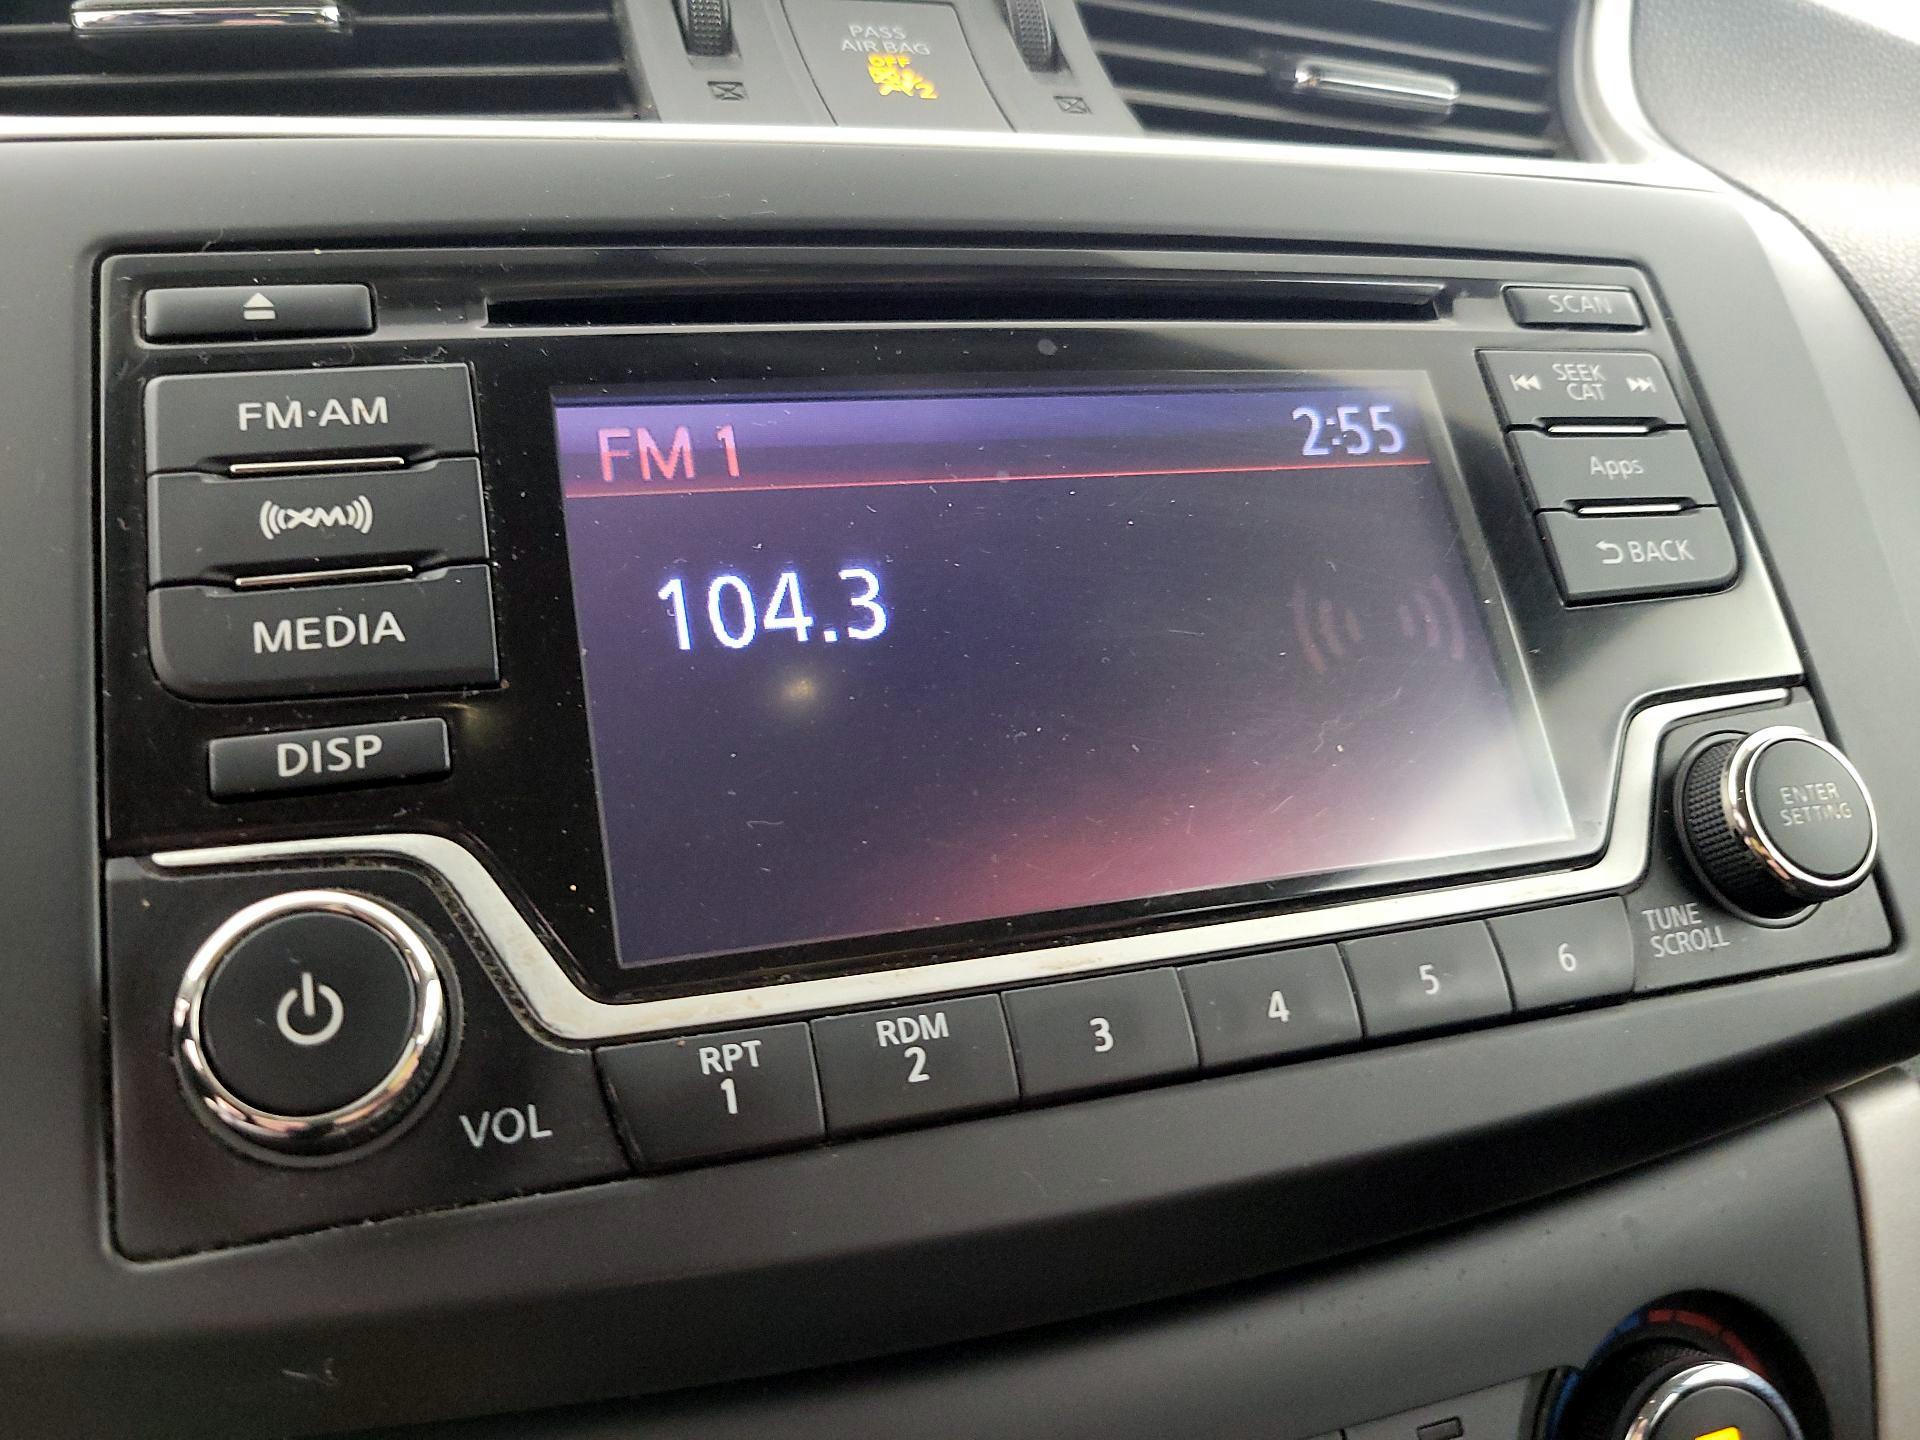 PASS
AIR BAG
OFF
SCAN
FM·AM
SEEK
CAT
XM
Apps
MEDIA
BACK
DISP
FM 1
2:55
104.3
ENTER
SETTING
TUNE
SCROLL
VOL
RPT
1
RDM
2
3
4
5
6